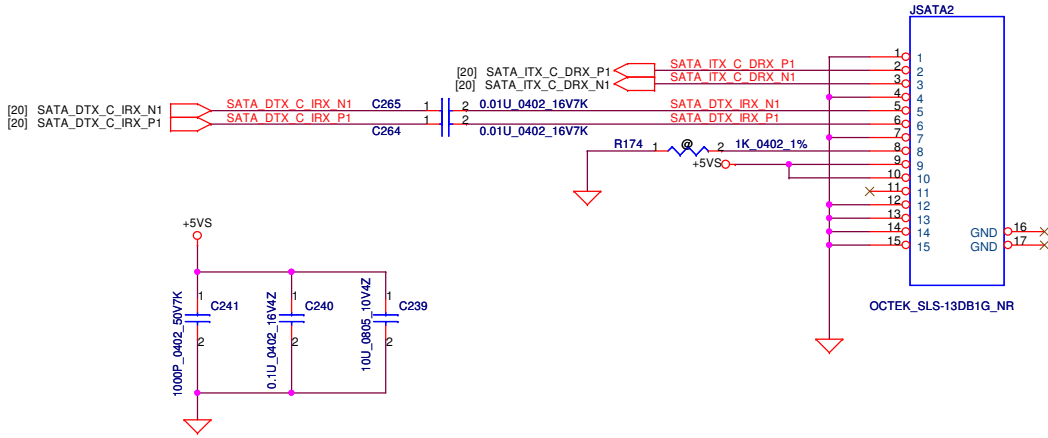 JSATA2
[20] SATA_ITX_C_DRX_P1 SATA_ITX_C_DRX_P1
[20] SATA_ITX_C_DRX_N1 SATA_ITX_C_DRX_N1
[20] SATA_DTX_C_IRX_N1 SATA_DTX_C_IRX_N1 C265 1 2 0.01U_0402_16V7K SATA_DTX_IRX_N1
[20] SATA_DTX_C_IRX_P1 SATA_DTX_C_IRX_P1 C264 1 2 0.01U_0402_16V7K SATA_DTX_IRX_P1
R174 1 @ 2 1K_0402_1%
+5VS
1 1
2 2
3 3
4 4
5 5
6 6
7 7
8 8
9 9
10 10
11 11
12 12
13 13
14 14 GND 16
15 15 GND 17
OCTEK_SLS-13DB1G_NR
+5VS
1 C241 2 1000P_0402_50V7K
1 C240 2 0.1U_0402_16V4Z
1 C239 2 10U_0805_10V4Z